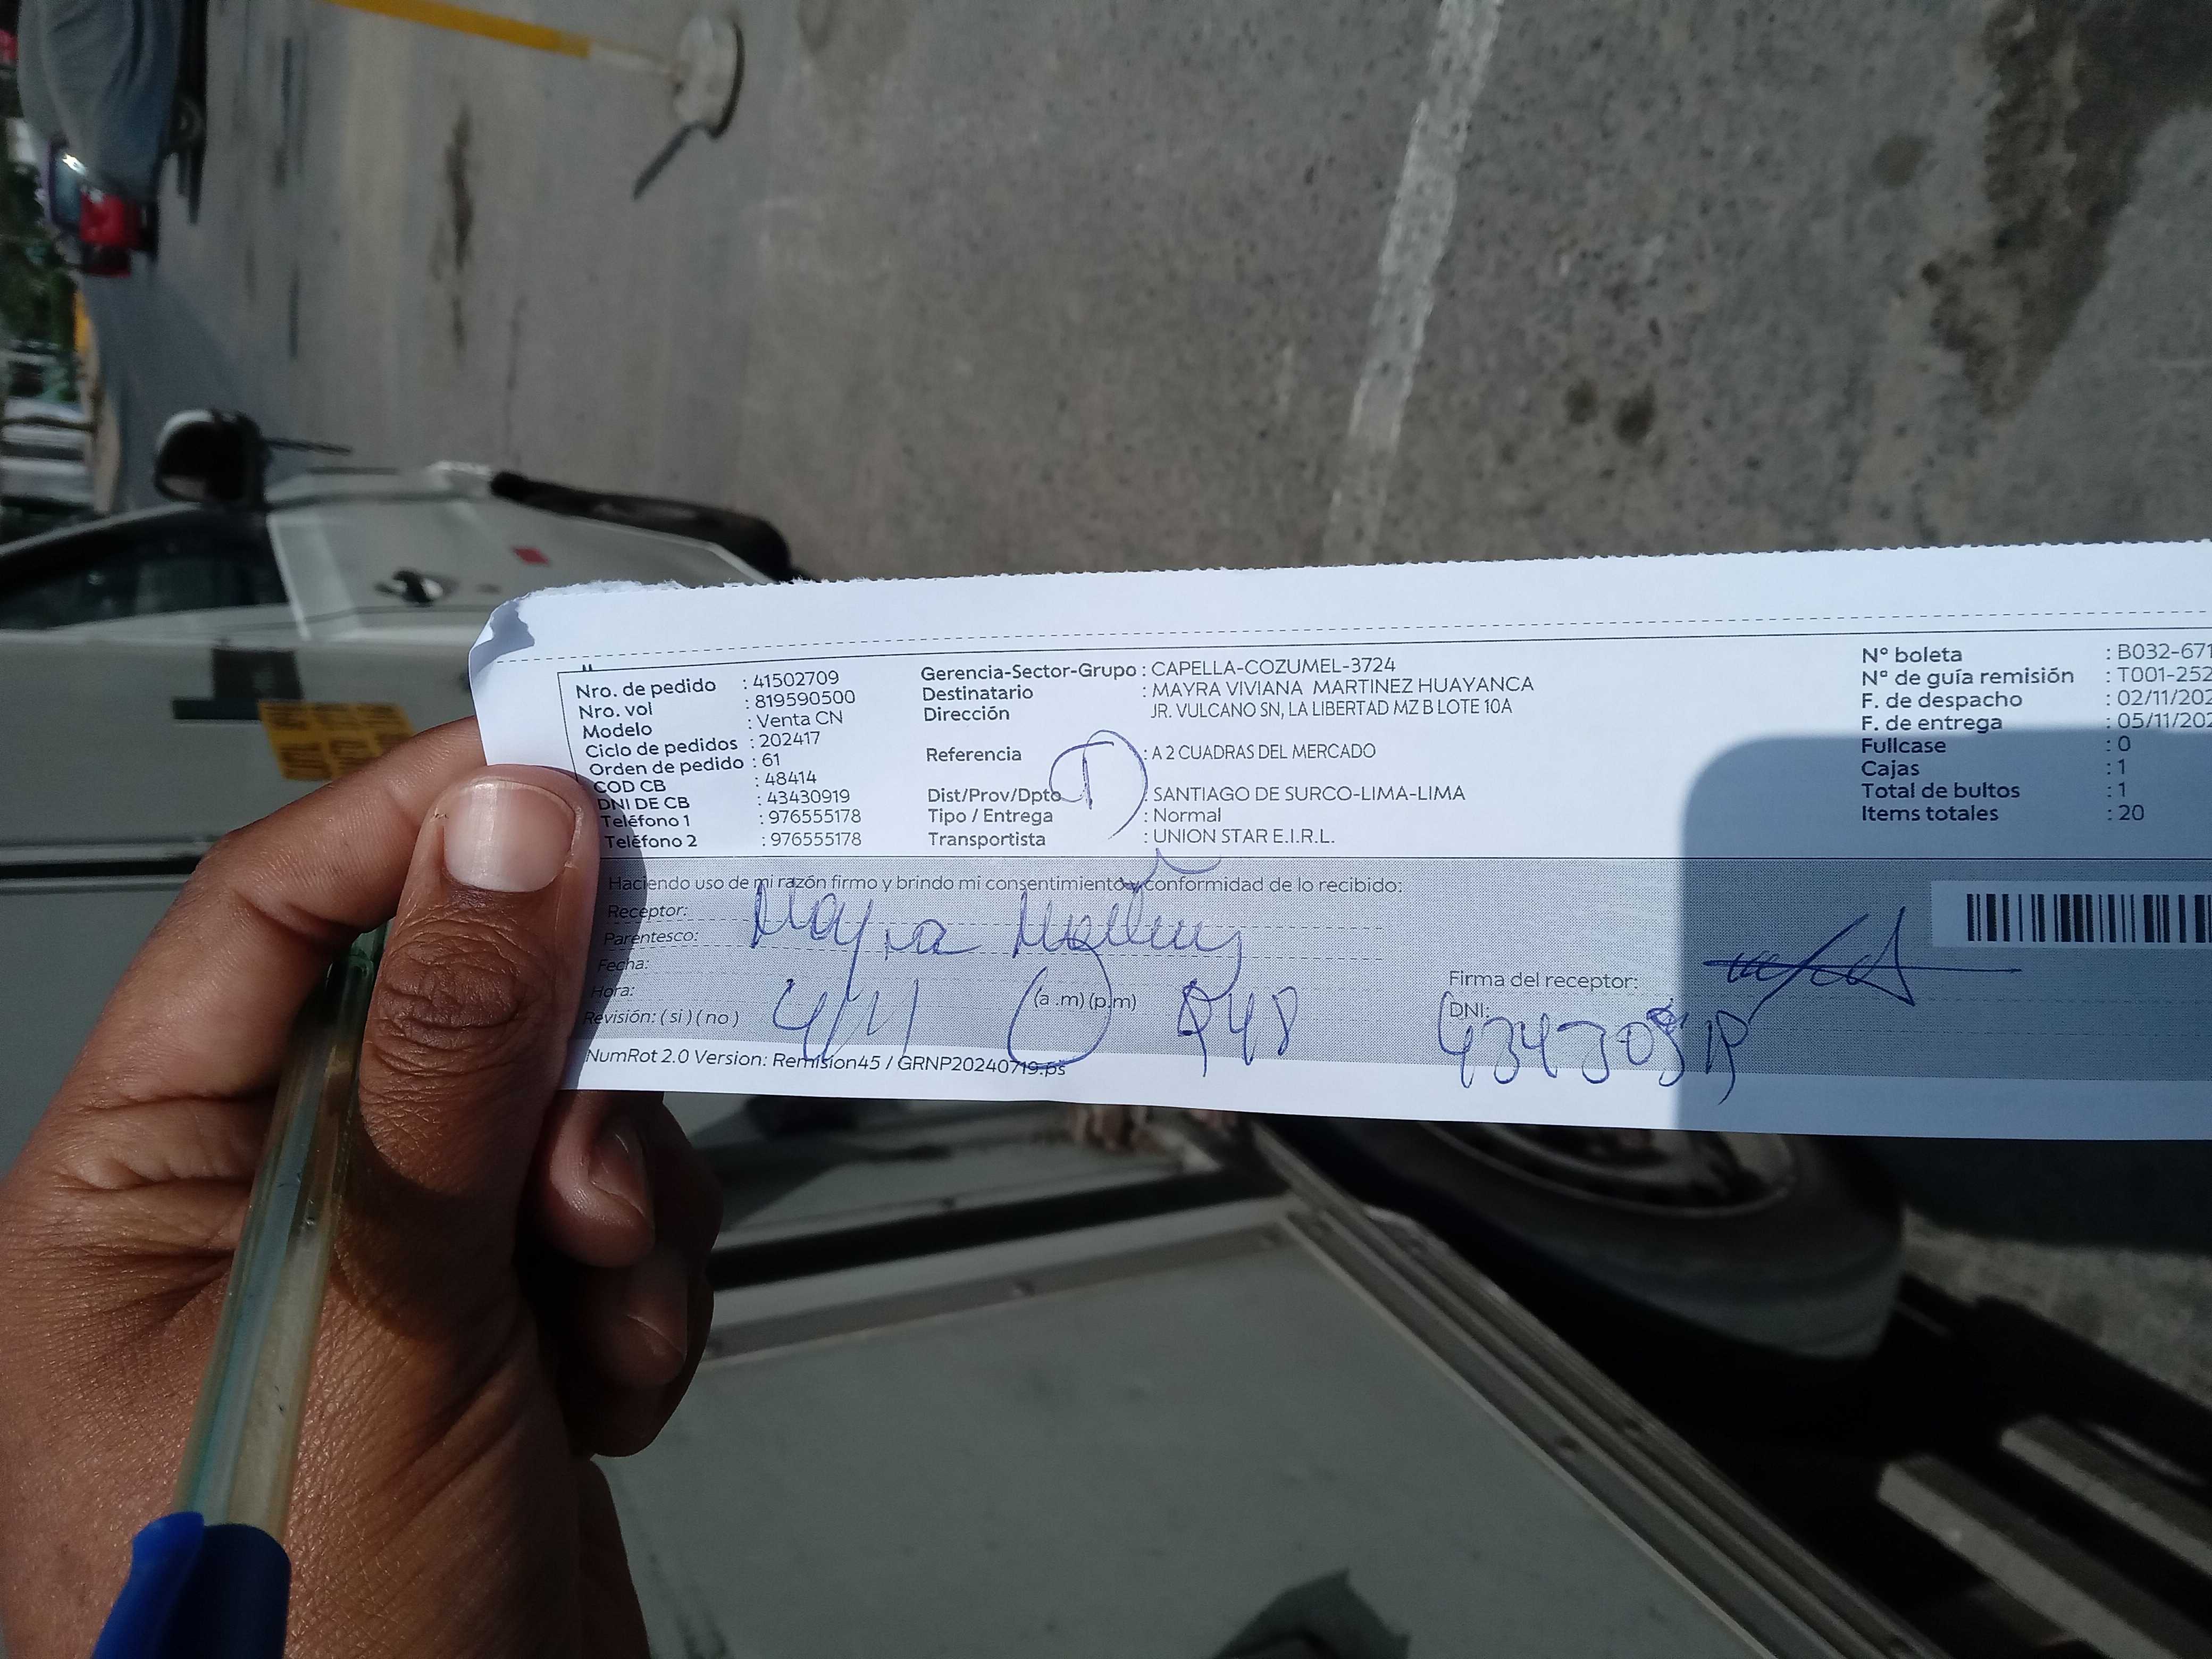 Nro. de pedido : 41502709
Nro. vol : 819590500
Modelo : Venta CN
Ciclo de pedidos : 202417
Orden de pedido : 61
COD CB : 48414
DNI DE CB : 43430919
Teléfono 1 : 976555178
Teléfono 2 : 976555178
Gerencia-Sector-Grupo : CAPELLA-COZUMEL-3724
Destinatario : MAYRA VIVIANA MARTINEZ HUAYANCA
Dirección JR. VULCANO SN, LA LIBERTAD MZ B LOTE 10A
Referencia : A 2 CUADRAS DEL MERCADO
Dist/Prov/Dpto : SANTIAGO DE SURCO-LIMA-LIMA
Tipo / Entrega : Normal
Transportista : UNION STAR E.I.R.L.
N° boleta : B032-671
N° de guía remisión : T001-252
F. de despacho : 02/11/202
F. de entrega : 05/11/202
Fullcase : 0
Cajas : 1
Total de bultos : 1
Items totales : 20
Haciendo uso de mi razón firmo y brindo mi consentimiento y conformidad de lo recibido:
Receptor: Mayra
Parentesco:
Fecha:
Hora: (a .m) (p.m)
Revisión: ( si ) ( no ) 4/11
Firma del receptor:
DNI: 43430919
NumRot 2.0 Version: Remision45 / GRNP20240719.ps